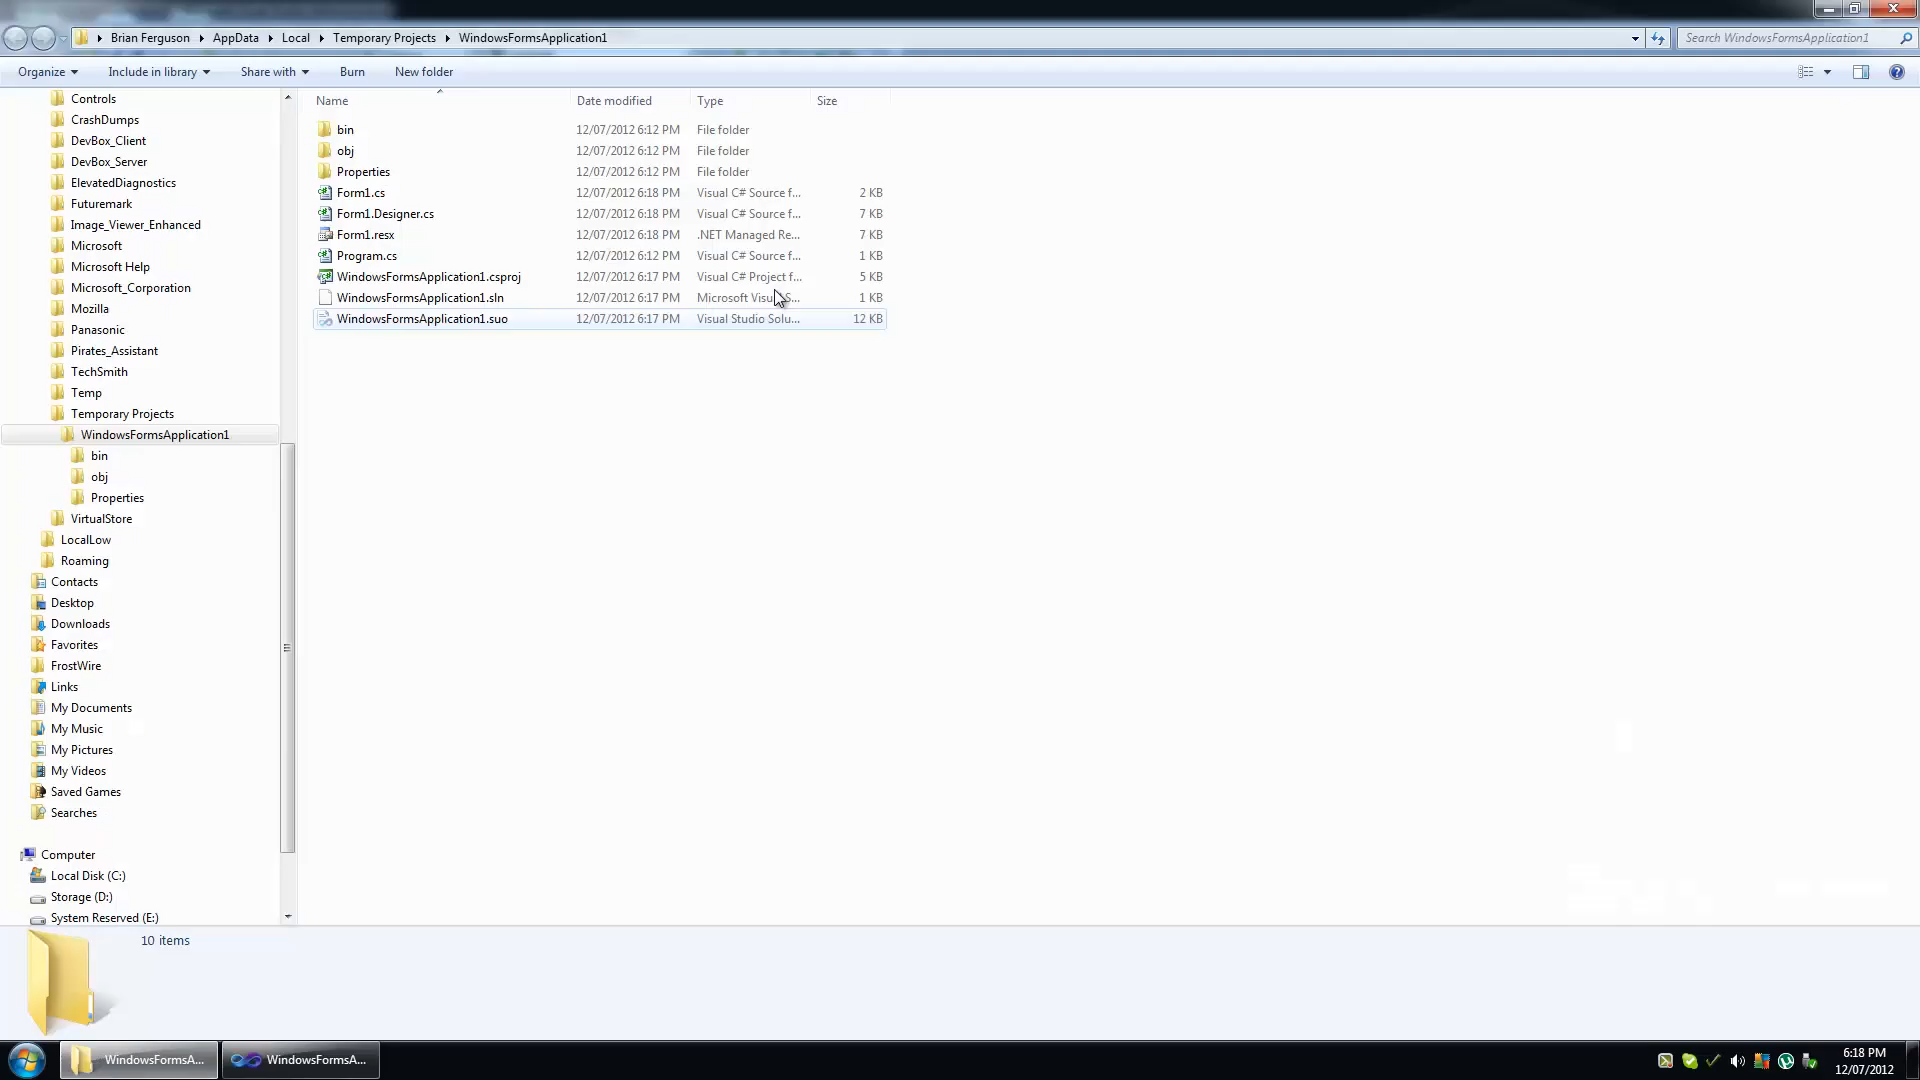 Brian Ferguson AppData Local Temporary Projects WindowsFormsApplication1
Search WindowsFormsApplication1
Organize Include in library Share with Burn New folder
Name Date modified Type Size
bin 12/07/2012 6:12 PM File folder
obj 12/07/2012 6:12 PM File folder
Properties 12/07/2012 6:12 PM File folder
Form1.cs 12/07/2012 6:18 PM Visual C# Source f... 2 KB
Form1.Designer.cs 12/07/2012 6:18 PM Visual C# Source f... 7 KB
Form1.resx 12/07/2012 6:18 PM .NET Managed Re... 7 KB
Program.cs 12/07/2012 6:12 PM Visual C# Source f... 1 KB
WindowsFormsApplication1.csproj 12/07/2012 6:17 PM Visual C# Project f... 5 KB
WindowsFormsApplication1.sln 12/07/2012 6:17 PM Microsoft Visual S... 1 KB
WindowsFormsApplication1.suo 12/07/2012 6:17 PM Visual Studio Solu... 12 KB
Controls
CrashDumps
DevBox_Client
DevBox_Server
ElevatedDiagnostics
Futuremark
Image_Viewer_Enhanced
Microsoft
Microsoft Help
Microsoft_Corporation
Mozilla
Panasonic
Pirates_Assistant
TechSmith
Temp
Temporary Projects
WindowsFormsApplication1
bin
obj
Properties
VirtualStore
LocalLow
Roaming
Contacts
Desktop
Downloads
Favorites
FrostWire
Links
My Documents
My Music
My Pictures
My Videos
Saved Games
Searches
Computer
Local Disk (C:)
Storage (D:)
System Reserved (E:)
10 items
WindowsFormsA...
WindowsFormsA...
6:18 PM
12/07/2012